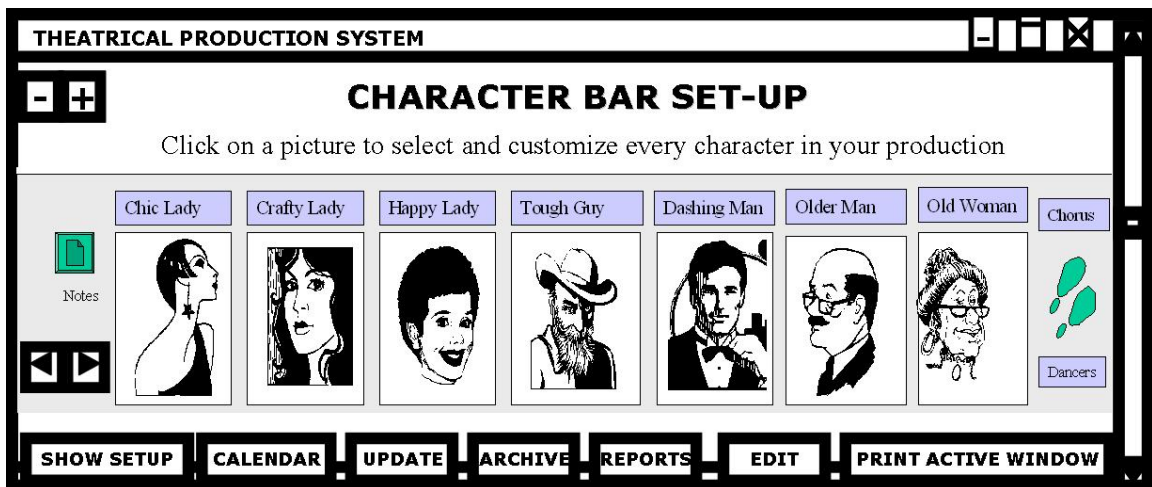 THEATRICAL PRODUCTION SYSTEM
- +
CHARACTER BAR SET-UP
Click on a picture to select and customize every character in your production
Chic Lady
Crafty Lady
Happy Lady
Tough Guy
Dashing Man
Older Man
Old Woman
Chorus
Notes
Dancers
SHOW SETUP
CALENDAR
UPDATE
ARCHIVE
REPORTS
EDIT
PRINT ACTIVE WINDOW